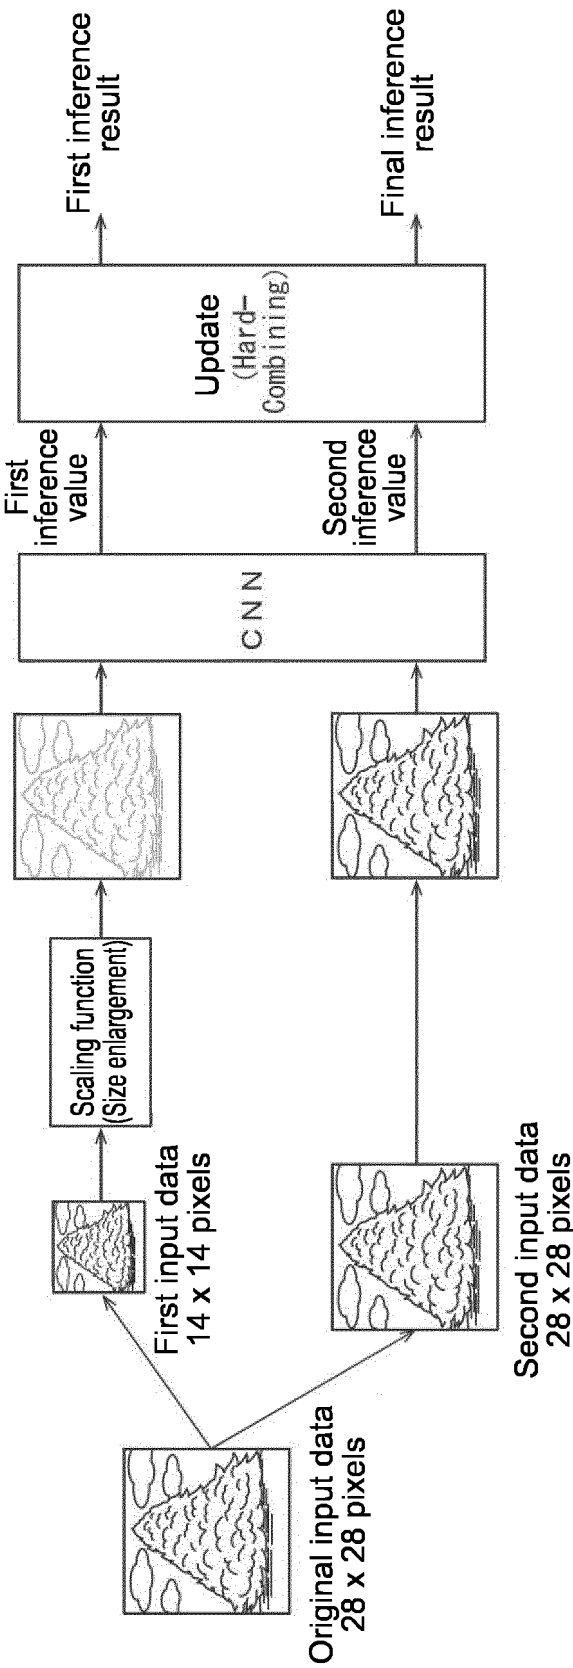 Original input data
28 x 28 pixels
First input data
14 x 14 pixels
Second input data
28 x 28 pixels
Scaling function
(Size enlargement)
CNN
First
inference
value
Second
inference
value
Update
(Hard-
Combining)
First inference
result
Final inference
result